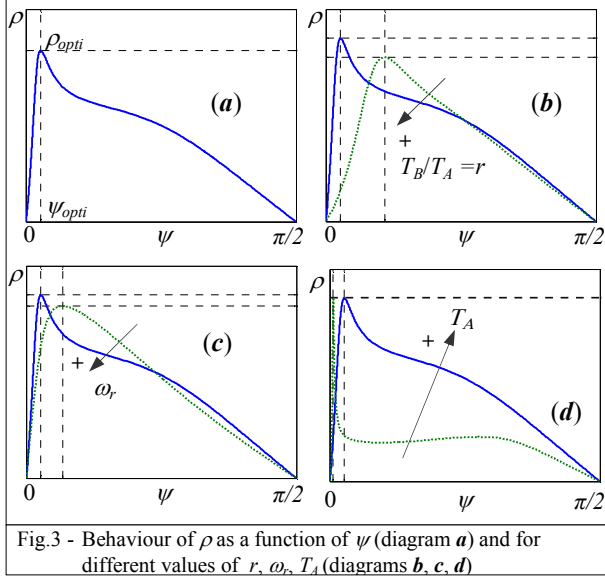 ρ
ρopti
(a)
ψopti
0
ψ
π/2
ρ
(b)
+
TB/TA =r
0
ψ
π/2
ρ
(c)
+
ωr
0
ψ
π/2
ρ
+
TA
(d)
0
ψ
π/2
Fig.3 - Behaviour of ρ as a function of ψ (diagram a) and for
different values of r, ωr, TA (diagrams b, c, d)